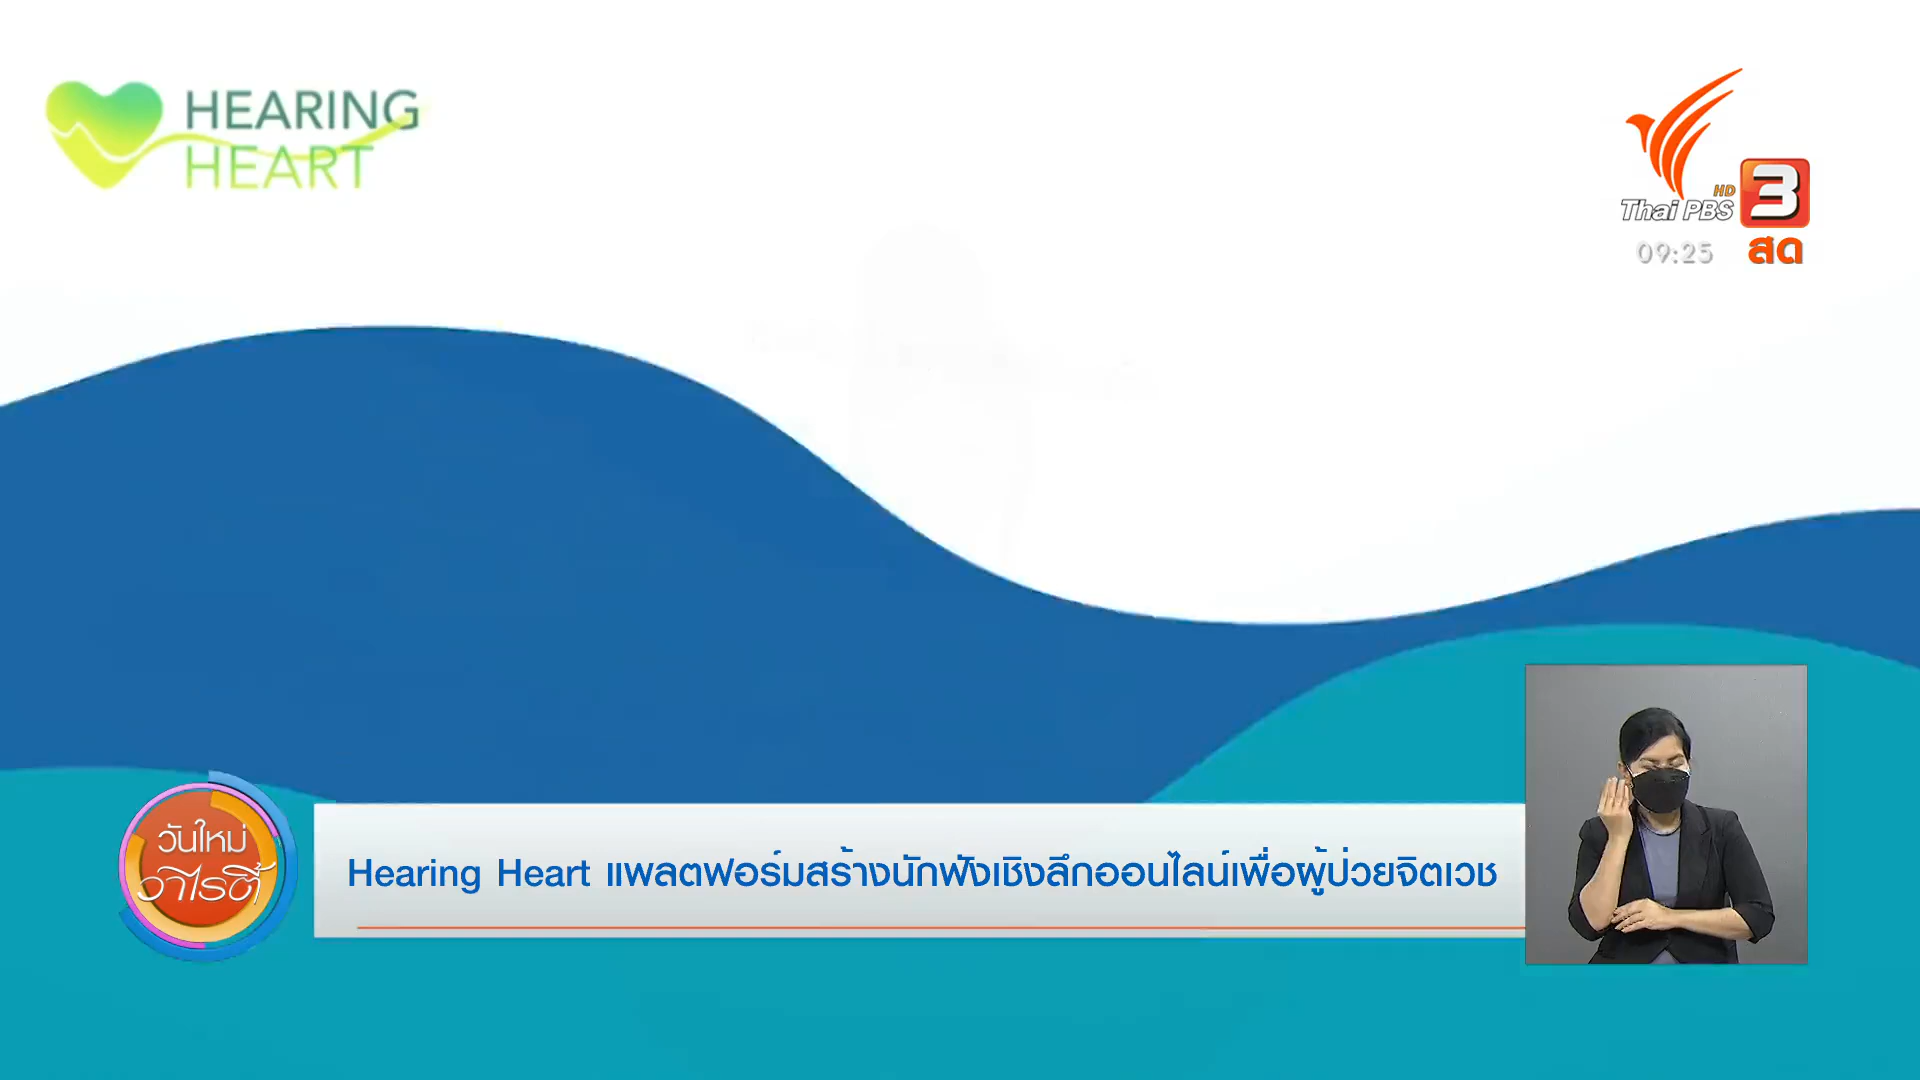 HEARING
HEART
HD
Thai PBS 3
09:25 สด
วันใหม่
วาไรตี้
Hearing Heart แพลตฟอร์มสร้างนักฟังเชิงลึกออนไลน์เพื่อผู้ป่วยจิตเวช